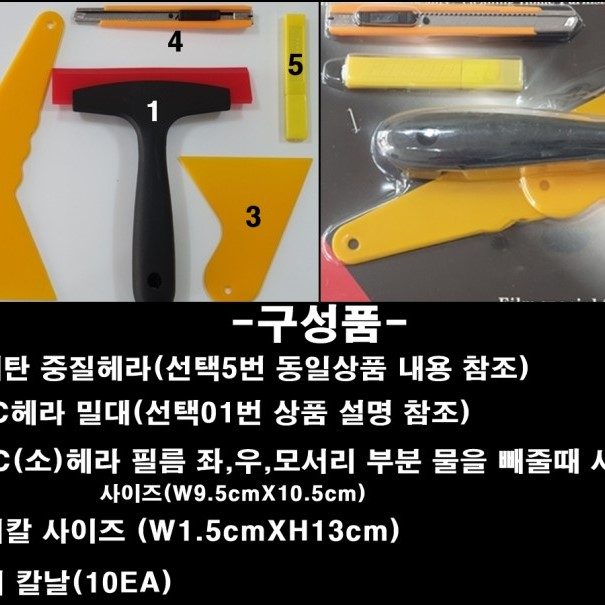 4
5
1
3
-구성품-
탄 중질헤라(선택5번 동일상품 내용 참조)
C헤라 밀대(선택01번 상품 설명 참조)
C(소)헤라 필름 좌,우,모서리 부분 물을 빼줄때
사이즈(W9.5cmX10.5cm)
칼 사이즈 (W1.5cmXH13cm)
칼날(10EA)